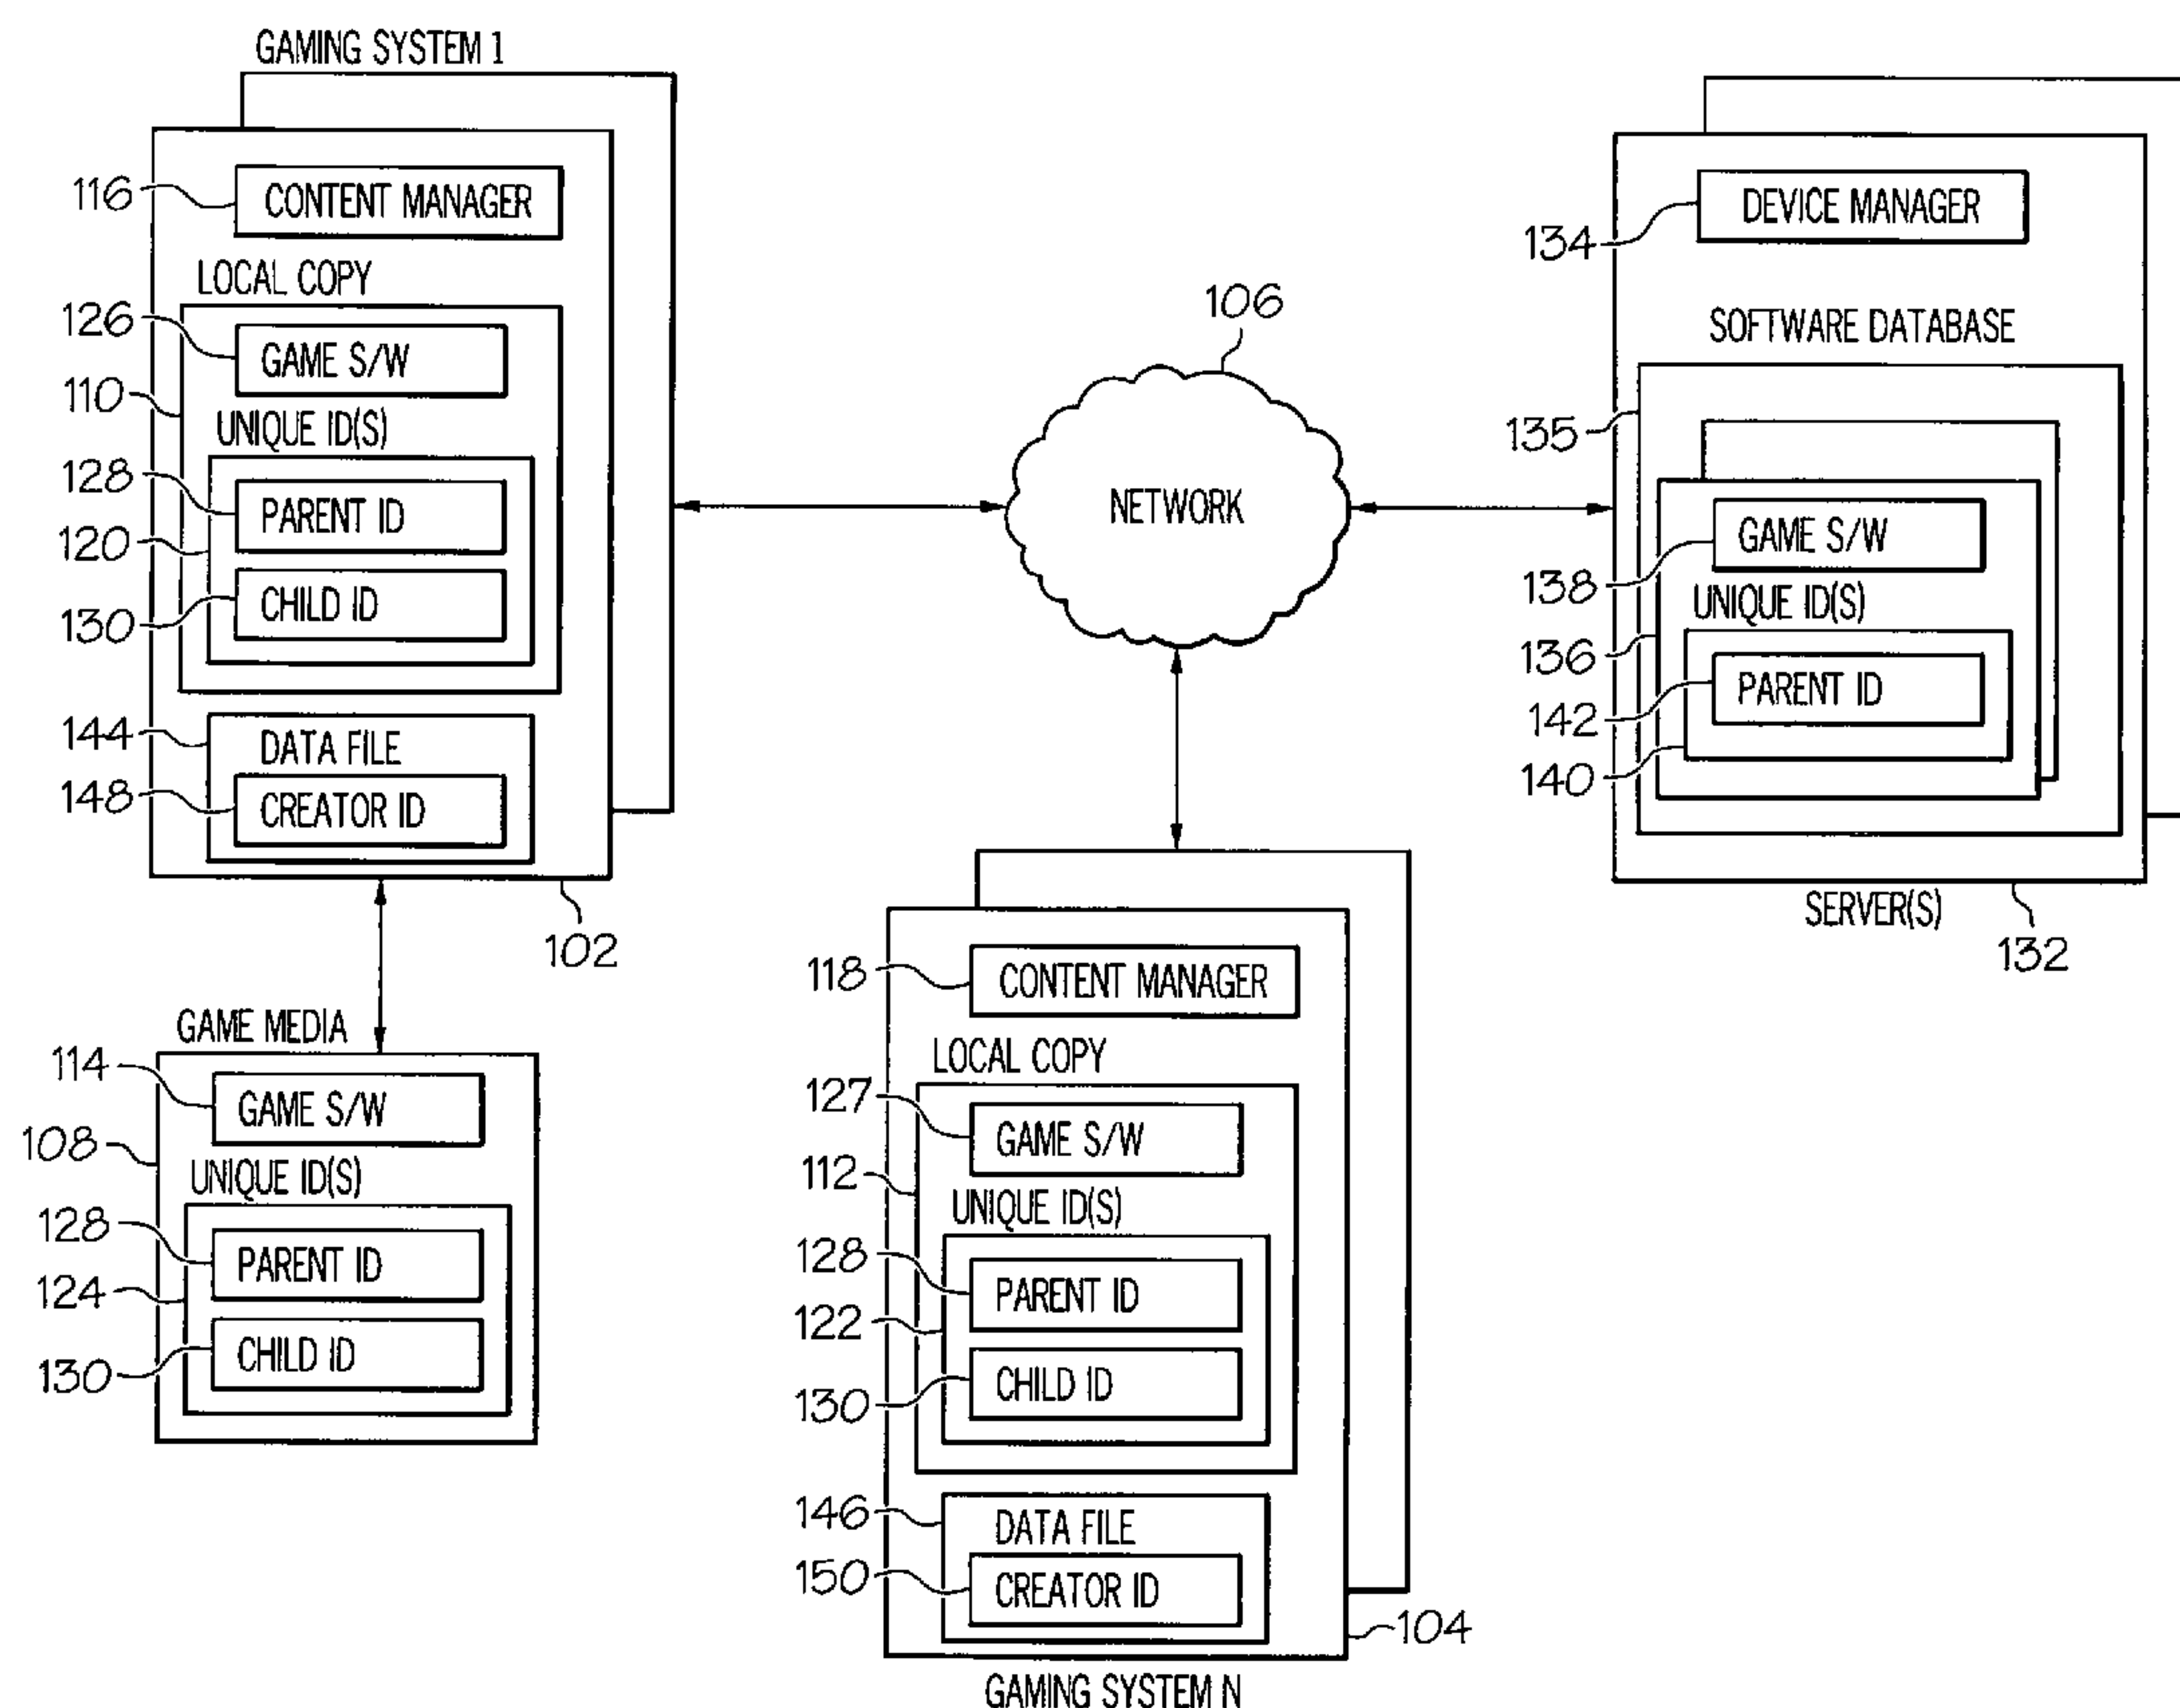 GAMING SYSTEM 1
116
CONTENT MANAGER
LOCAL COPY
126
GAME S/W
110
UNIQUE ID(S)
128
PARENT ID
120
CHILD ID
130
144
DATA FILE
148
CREATOR ID
102
GAME MEDIA
114
GAME S/W
108
UNIQUE ID(S)
128
PARENT ID
124
CHILD ID
130
106
NETWORK
134
DEVICE MANAGER
SOFTWARE DATABASE
135
GAME S/W
138
UNIQUE ID(S)
136
PARENT ID
142
140
SERVER(S)
132
118
CONTENT MANAGER
LOCAL COPY
127
GAME S/W
112
UNIQUE ID(S)
128
PARENT ID
122
CHILD ID
130
146
DATA FILE
150
CREATOR ID
104
GAMING SYSTEM N